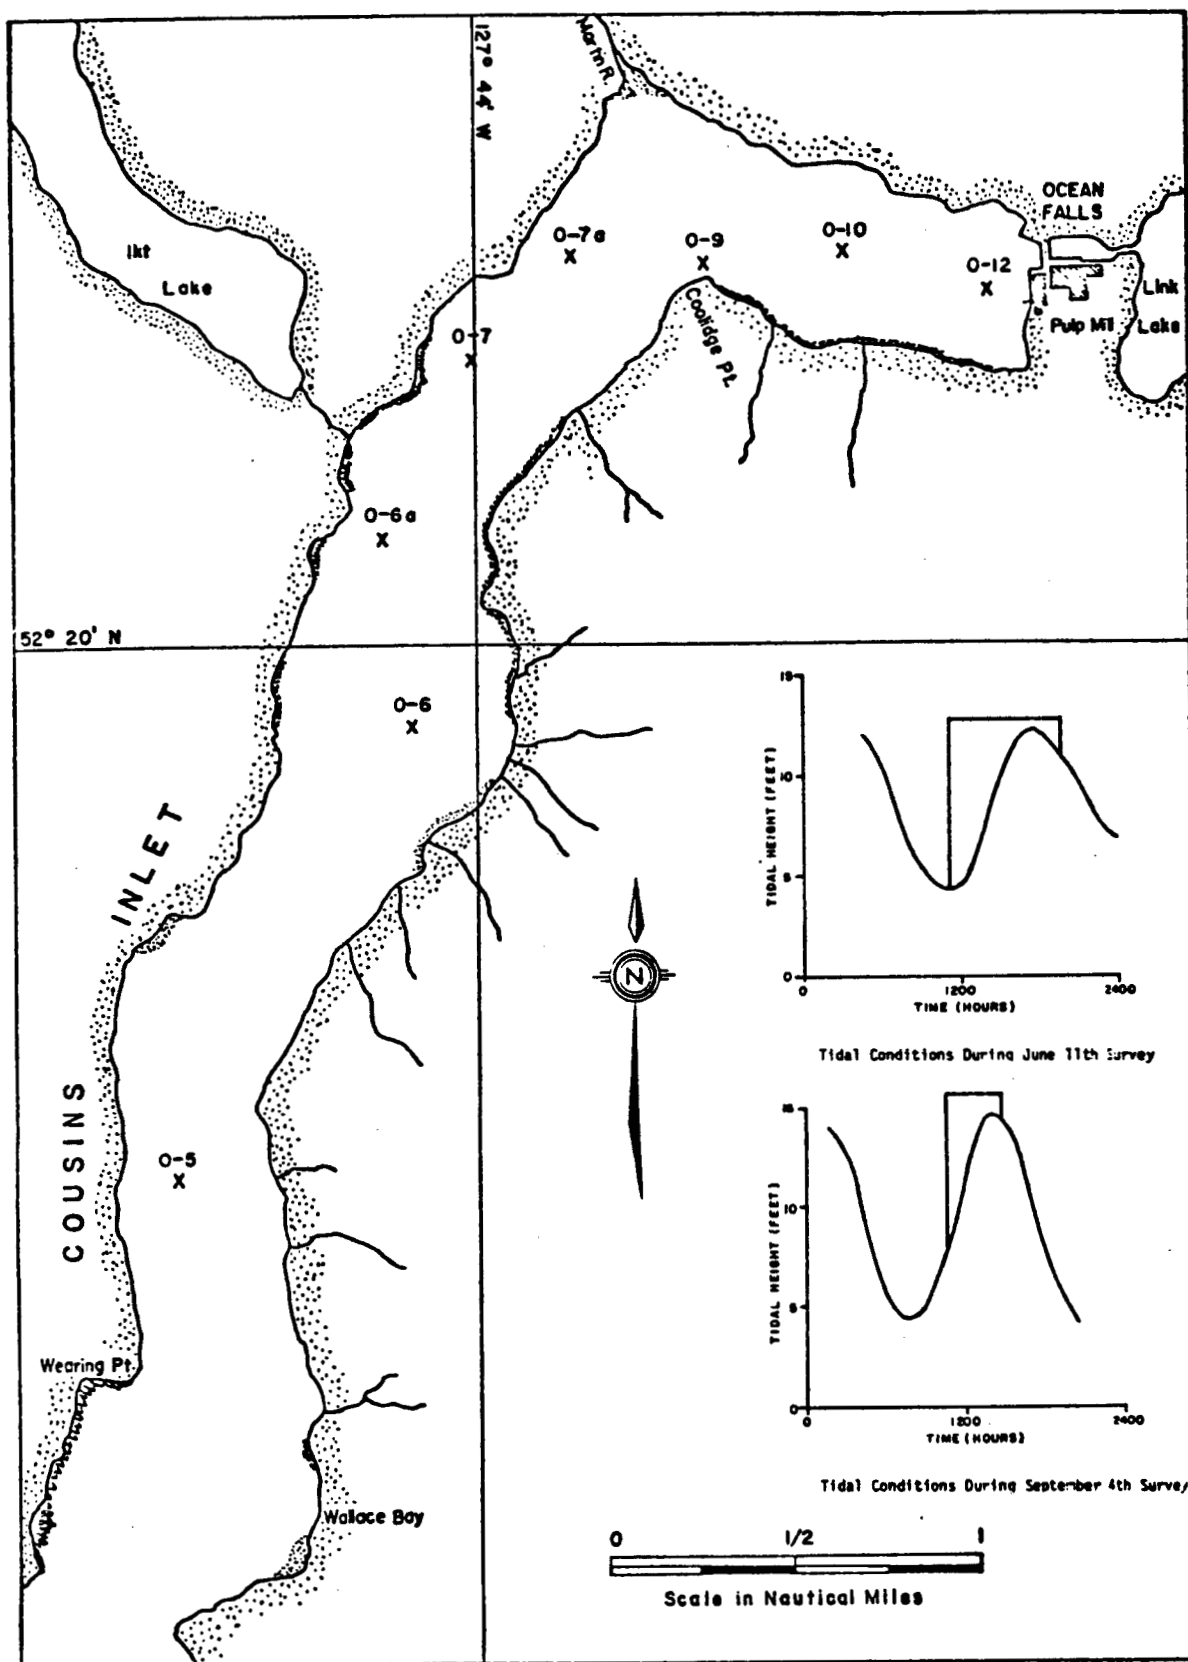 127° 44' W
Martin R.
OCEAN
FALLS
O-7a
O-9
O-10
O-12
Ikt
Lake
Link
Lake
Pulp Mill
Coolidge Pt.
O-7
O-6a
52° 20' N
O-6
COUSINS INLET
O-5
Wearing Pt.
Wallace Bay
N
15
10
5
0
TIDAL HEIGHT (FEET)
0 1200 2400
TIME (HOURS)
Tidal Conditions During June 11th Survey
15
10
5
0
TIDAL HEIGHT (FEET)
0 1200 2400
TIME (HOURS)
Tidal Conditions During September 4th Survey
0 1/2 1
Scale in Nautical Miles